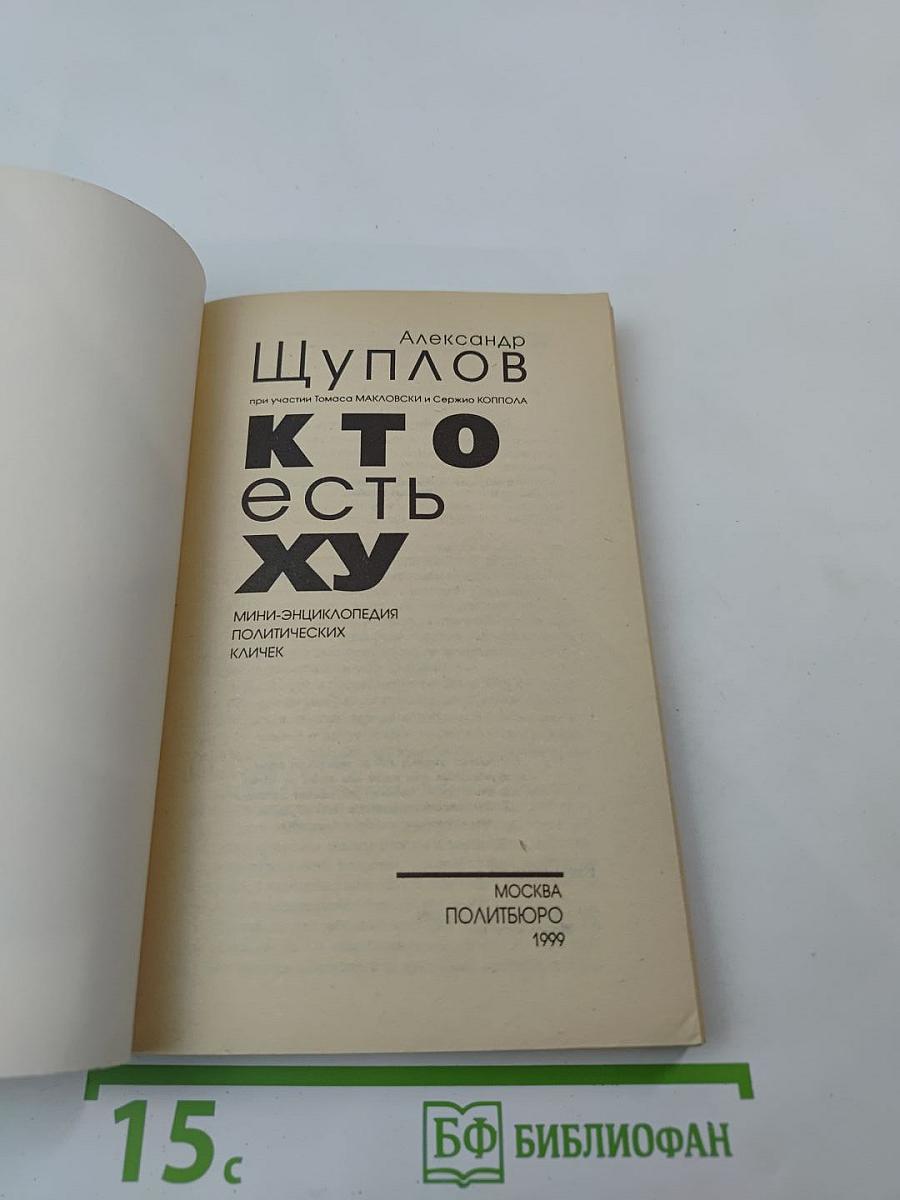 Александр
Щуплов
при участии Томаса МАКЛОВСКИ и Сержио КОППОЛА
КТО
есть
ХУ
МИНИ-ЭНЦИКЛОПЕДИЯ
ПОЛИТИЧЕСКИХ
КЛИЧЕК
МОСКВА
ПОЛИТБЮРО
1999
15 с
БФ БИБЛИОФАН